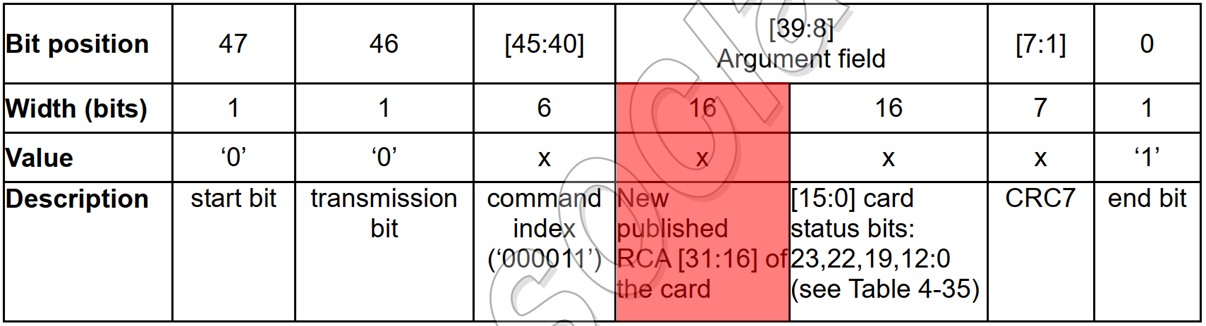 Bit position 47 46 [45:40] [39:8] Argument field [7:1] 0
Width (bits) 1 1 6 16 16 7 1
Value ‘0’ ‘0’ x x x x ‘1’
Description start bit transmission bit command index (‘000011’) New published RCA [31:16] of the card [15:0] card status bits: 23,22,19,12:0 (see Table 4-35) CRC7 end bit